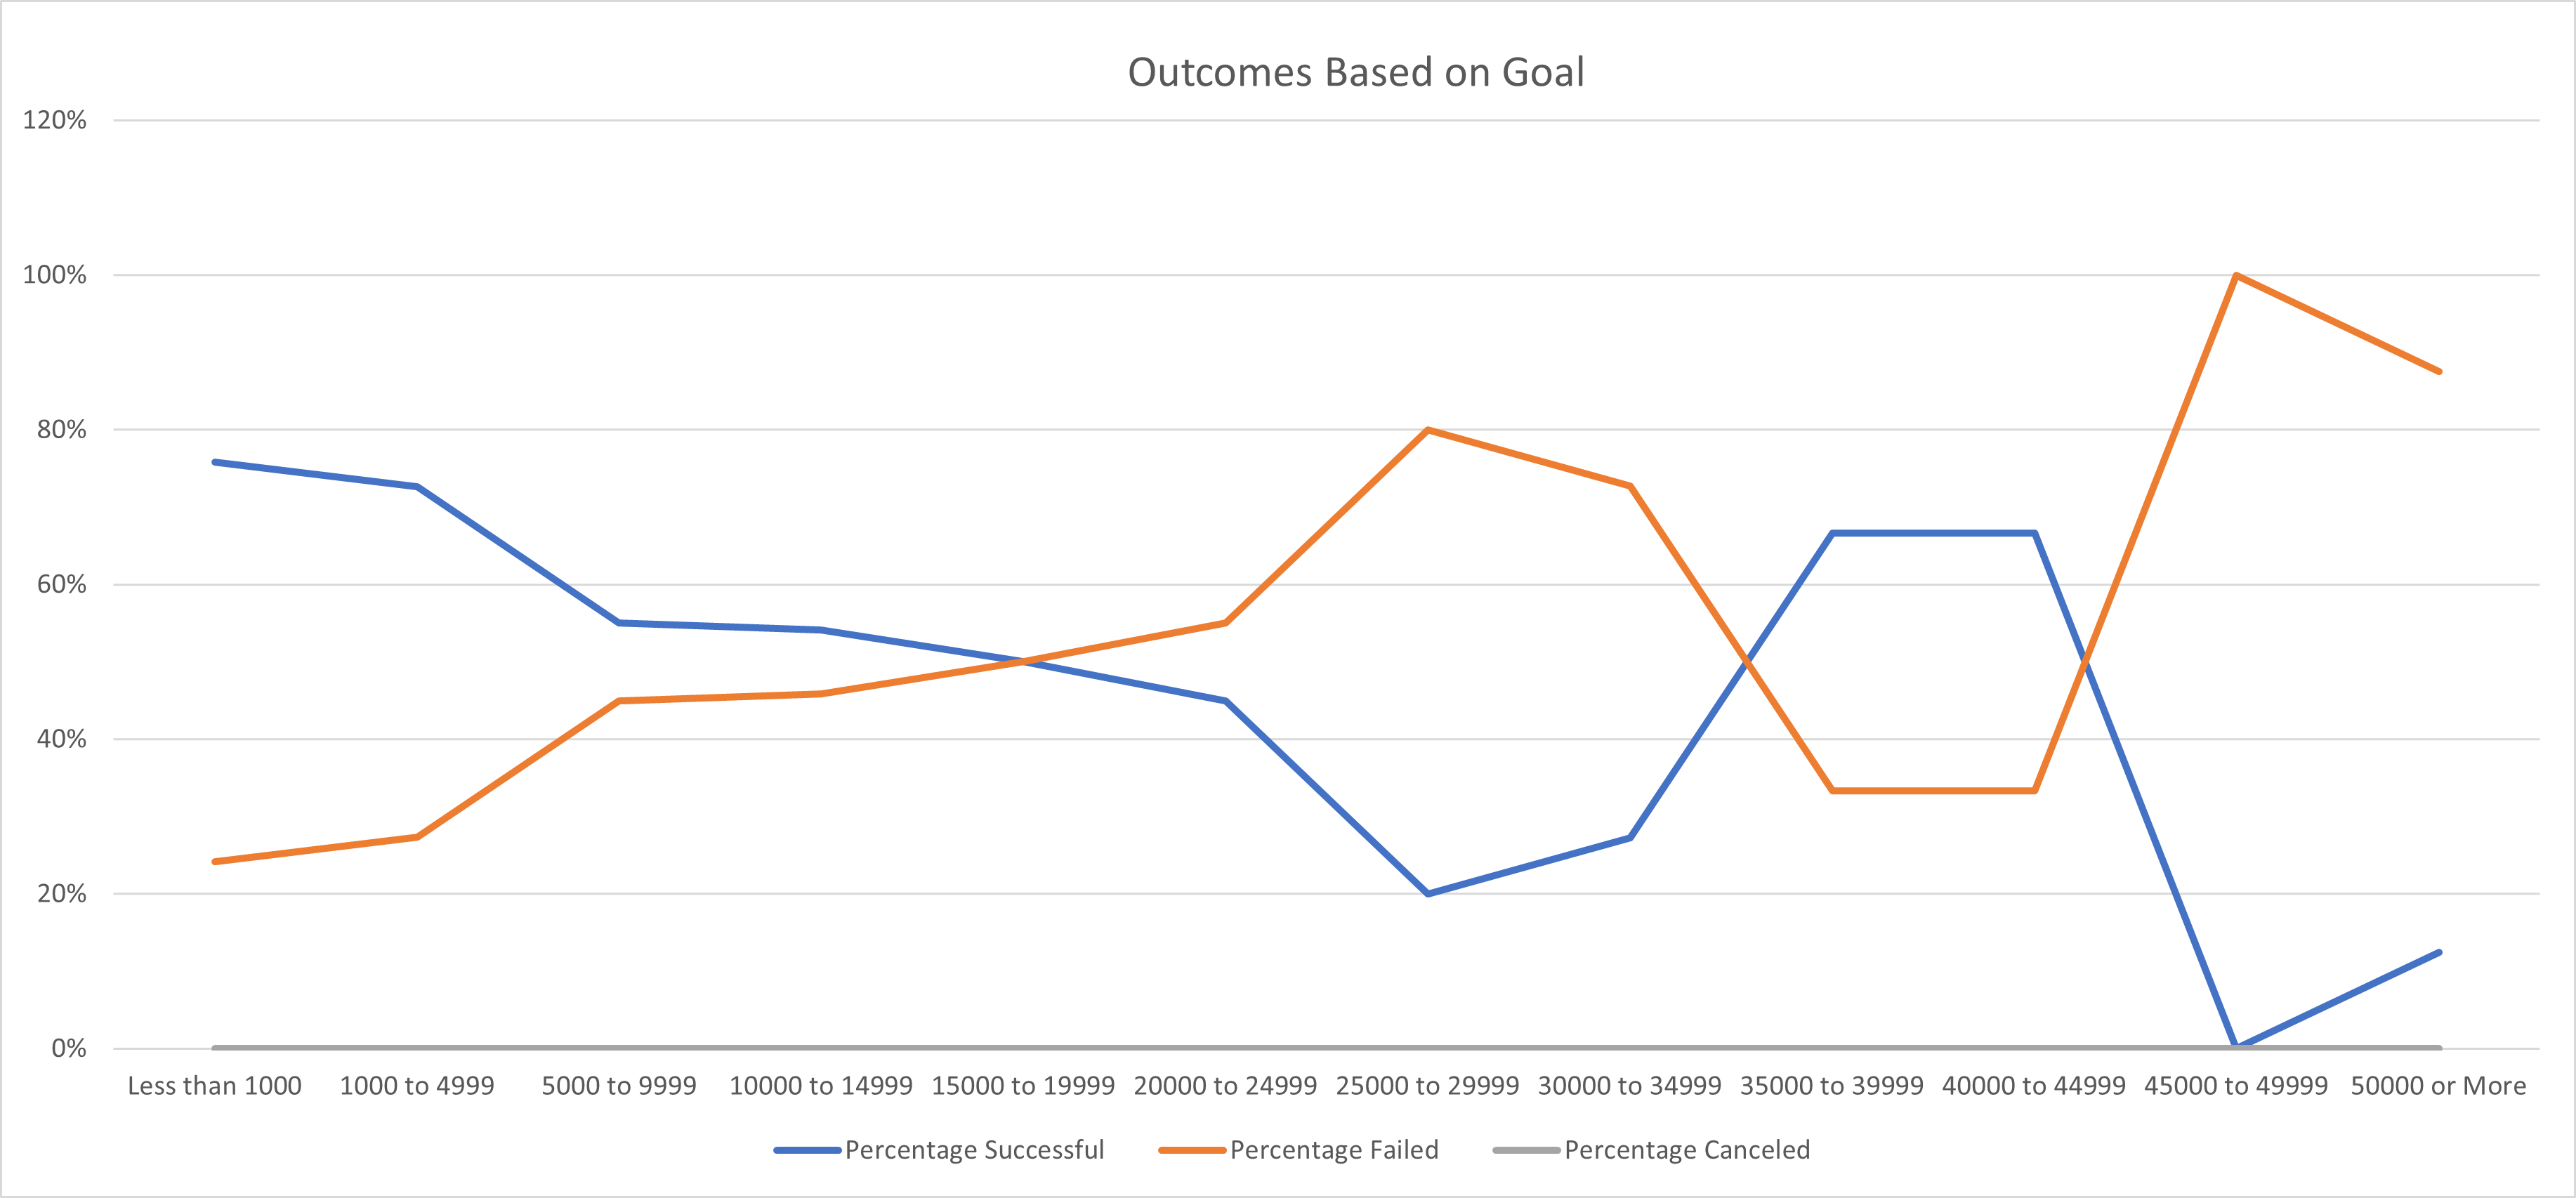 Outcomes Based on Goal
120%
100%
80%
60%
40%
20%
0%
Less than 1000 1000 to 4999 5000 to 9999 10000 to 14999 15000 to 19999 20000 to 24999 25000 to 29999 30000 to 34999 35000 to 39999 40000 to 44999 45000 to 49999 50000 or More
Percentage Successful Percentage Failed Percentage Canceled